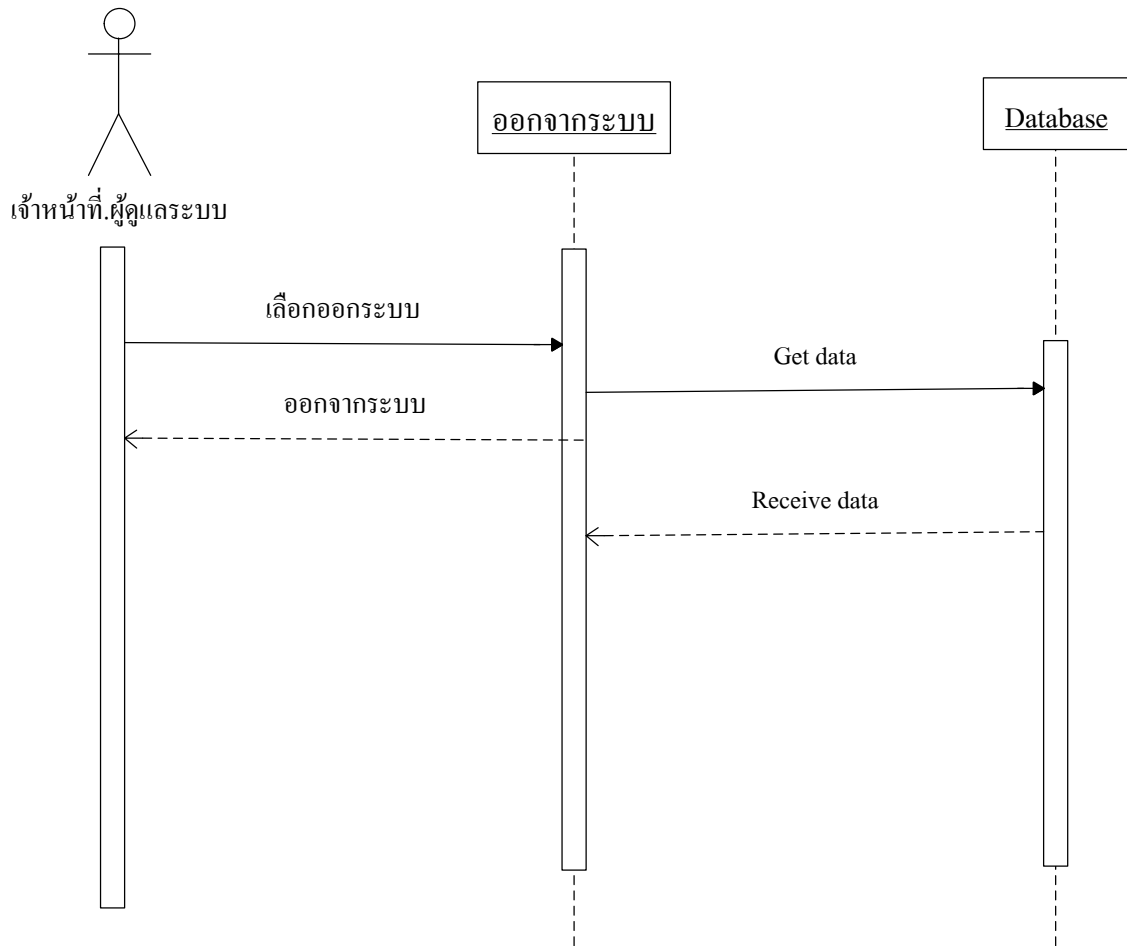 ออกจากระบบ
Database
เจ้าหน้าที่.ผู้ดูแลระบบ
เลือกออกระบบ
Get data
ออกจากระบบ
Receive data